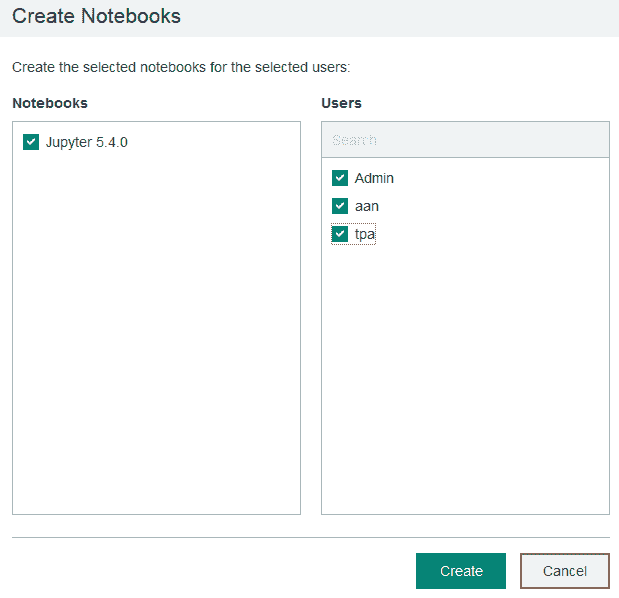 Create Notebooks
Create the selected notebooks for the selected users:
Notebooks
Users
Jupyter 5.4.0
Search
Admin
aan
tpa
Create
Cancel